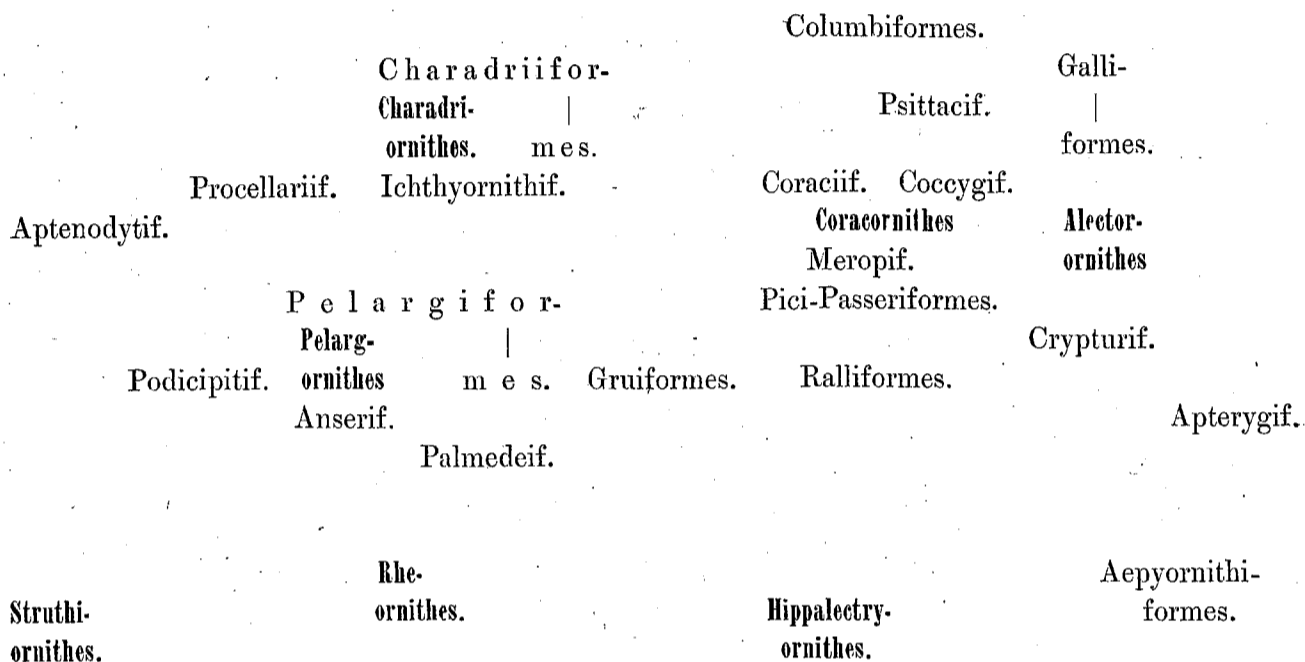 Columbiformes.
Charadriifor- Galli-
Charadri- | Psittacif. |
ornithes. mes. formes.
Procellariif. Ichthyornithif. Coraciif. Coccygif.
Aptenodytif. Coracornithes Alector-
Meropif. ornithes
Pelargifor- Pici-Passeriformes.
Pelarg- | Crypturif.
Podicipitif. ornithes mes. Gruiformes. Ralliformes.
Anserif. Apterygif.
Palmedeif.
Rhe- Aepyornithi-
Struthi- ornithes. Hippalectry- formes.
ornithes. ornithes.